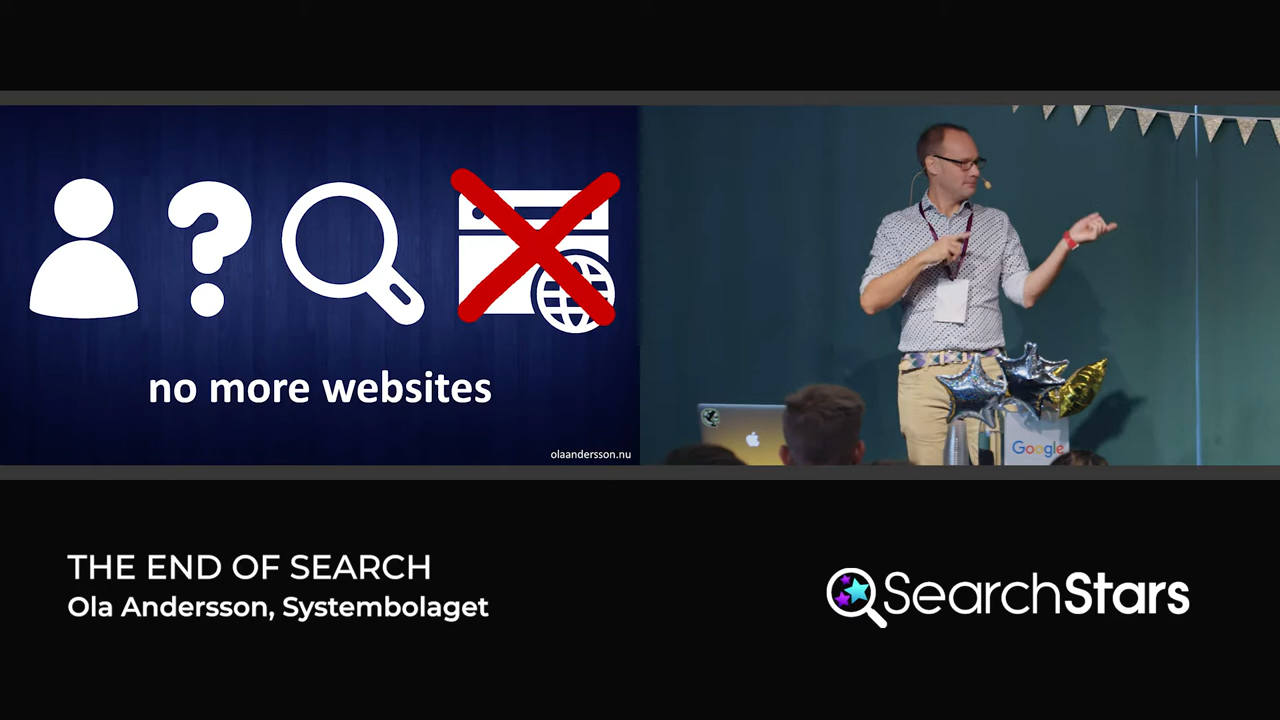 no more websites
olaandersson.nu
Google
THE END OF SEARCH
Ola Andersson, Systembolaget
SearchStars